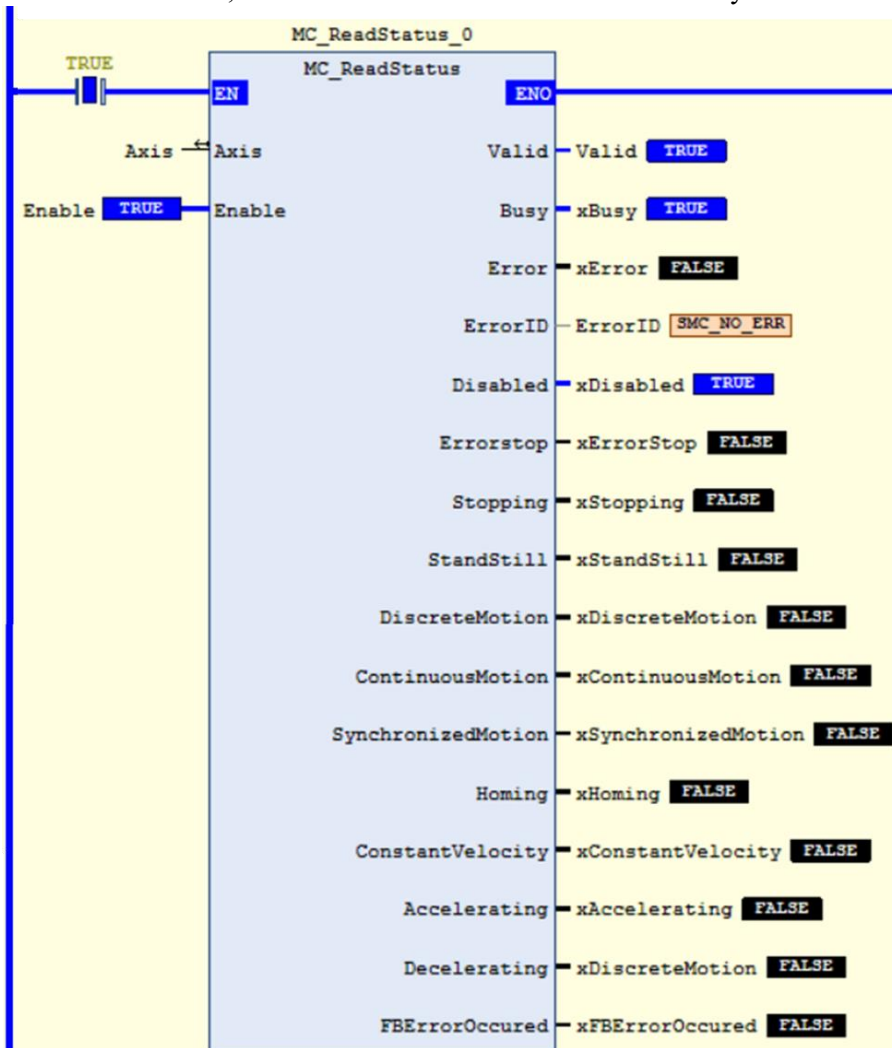 MC_ReadStatus_0
TRUE MC_ReadStatus
EN ENO
Axis Axis Valid Valid TRUE
Enable TRUE Enable Busy xBusy TRUE
Error xError FALSE
ErrorID ErrorID SMC_NO_ERR
Disabled xDisabled TRUE
Errorstop xErrorStop FALSE
Stopping xStopping FALSE
StandStill xStandStill FALSE
DiscreteMotion xDiscreteMotion FALSE
ContinuousMotion xContinuousMotion FALSE
SynchronizedMotion xSynchronizedMotion FALSE
Homing xHoming FALSE
ConstantVelocity xConstantVelocity FALSE
Accelerating xAccelerating FALSE
Decelerating xDiscreteMotion FALSE
FBErrorOccured xFBErrorOccured FALSE